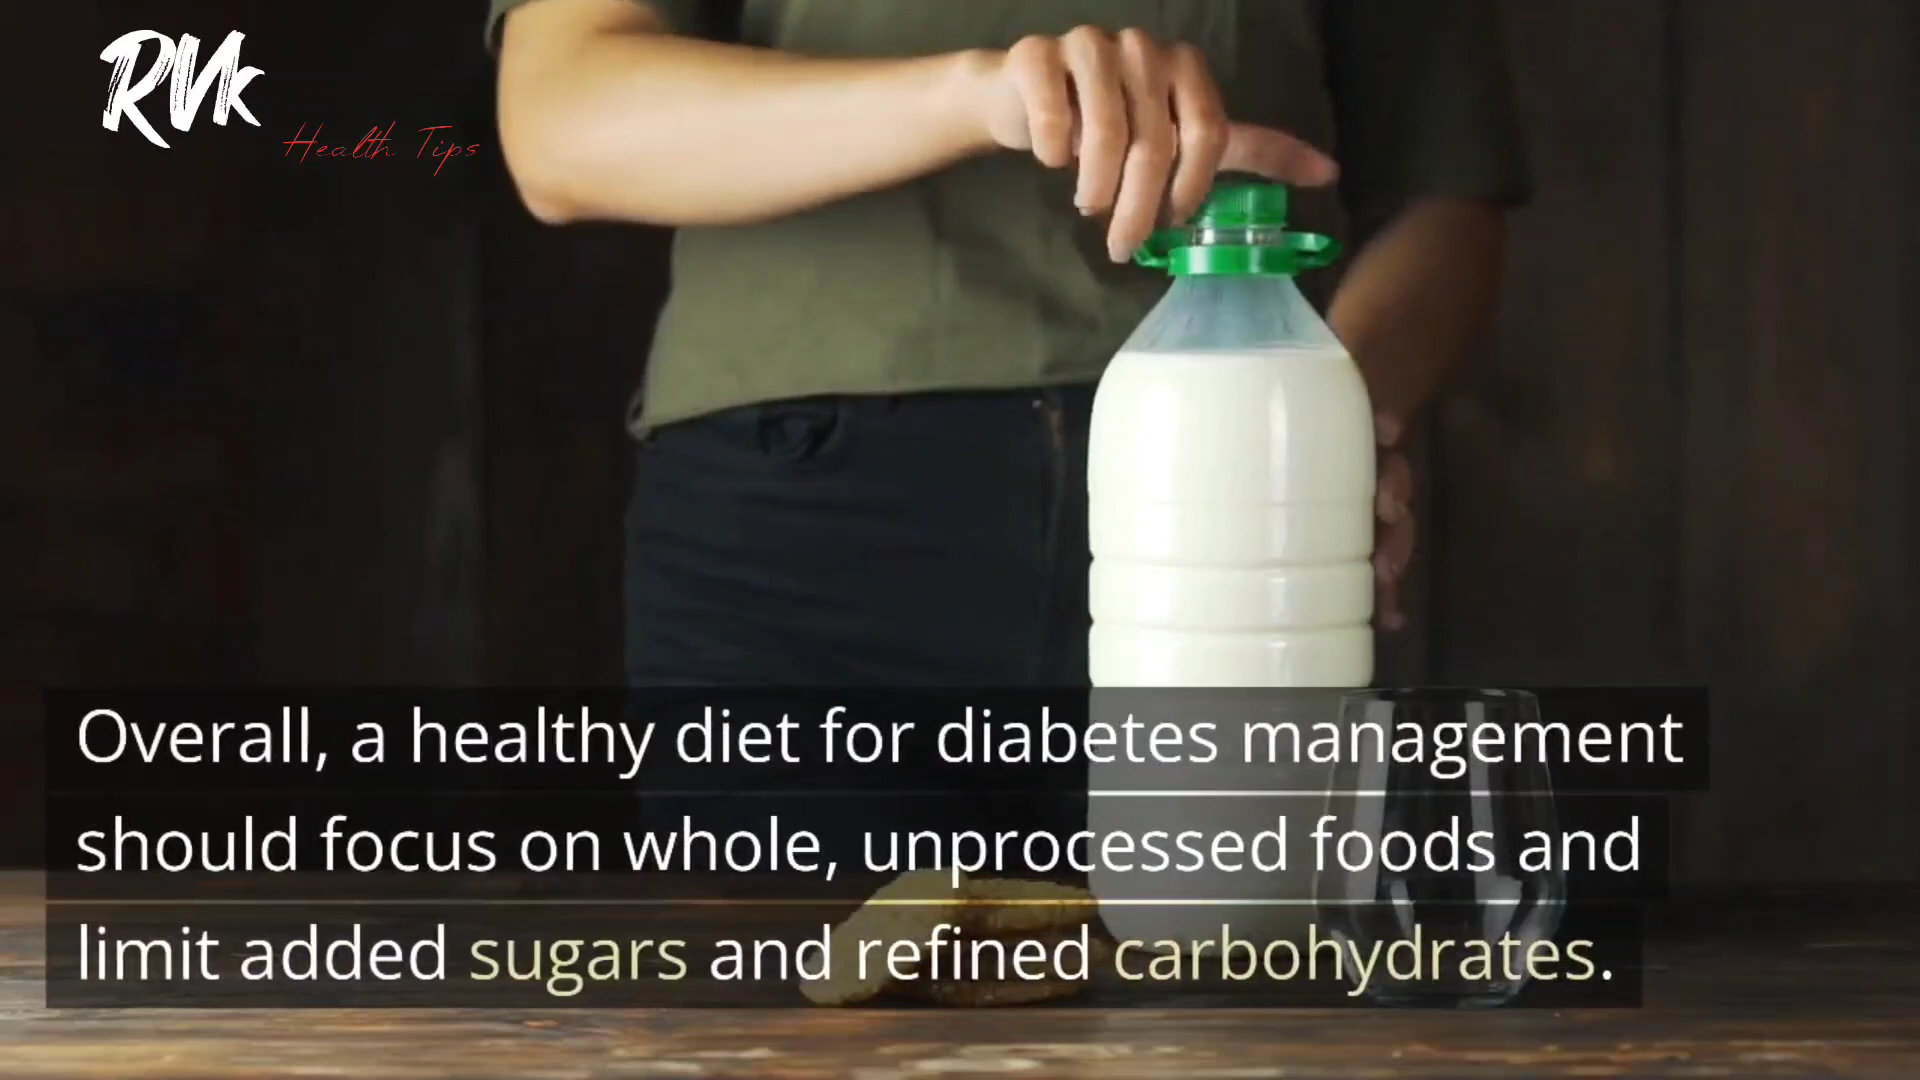 RVk
Health Tips
Overall, a healthy diet for diabetes management
should focus on whole, unprocessed foods and
limit added sugars and refined carbohydrates.